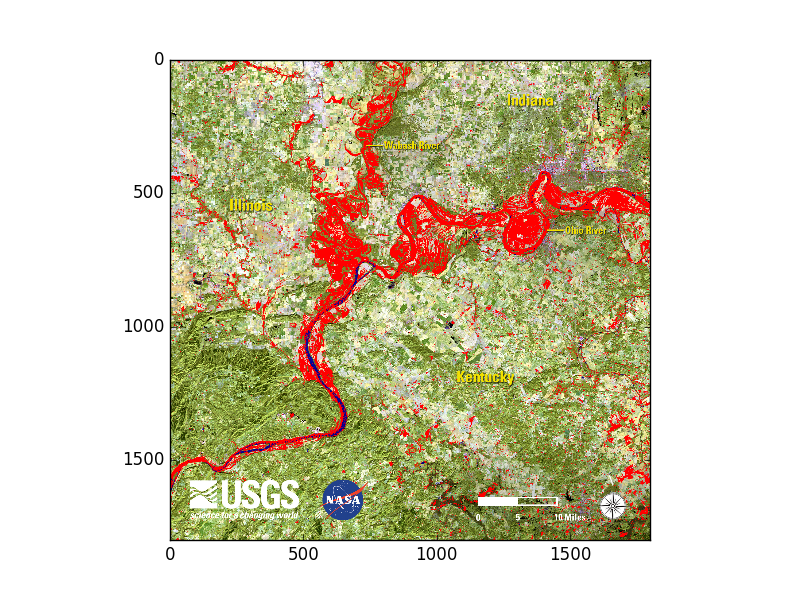 0
Indiana
Wabash River
500
Illinois
Ohio River
1000
Kentucky
1500
USGS
science for a changing world
NASA
0 5 10 Miles
0 500 1000 1500